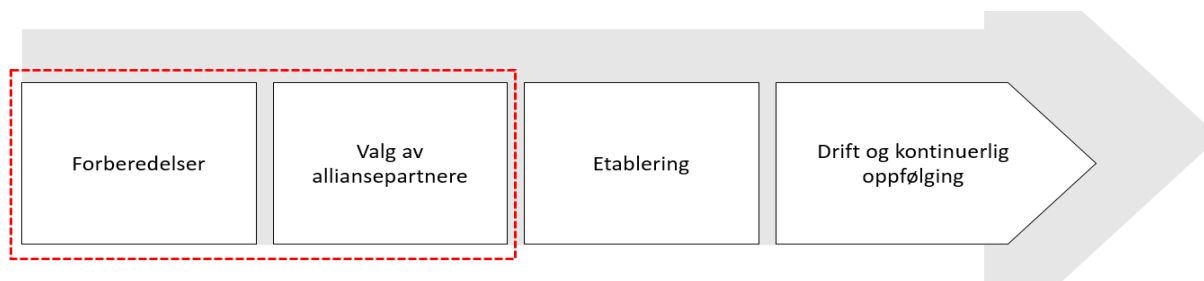 Forberedelser
Valg av
alliansepartnere
Etablering
Drift og kontinuerlig
oppfølging